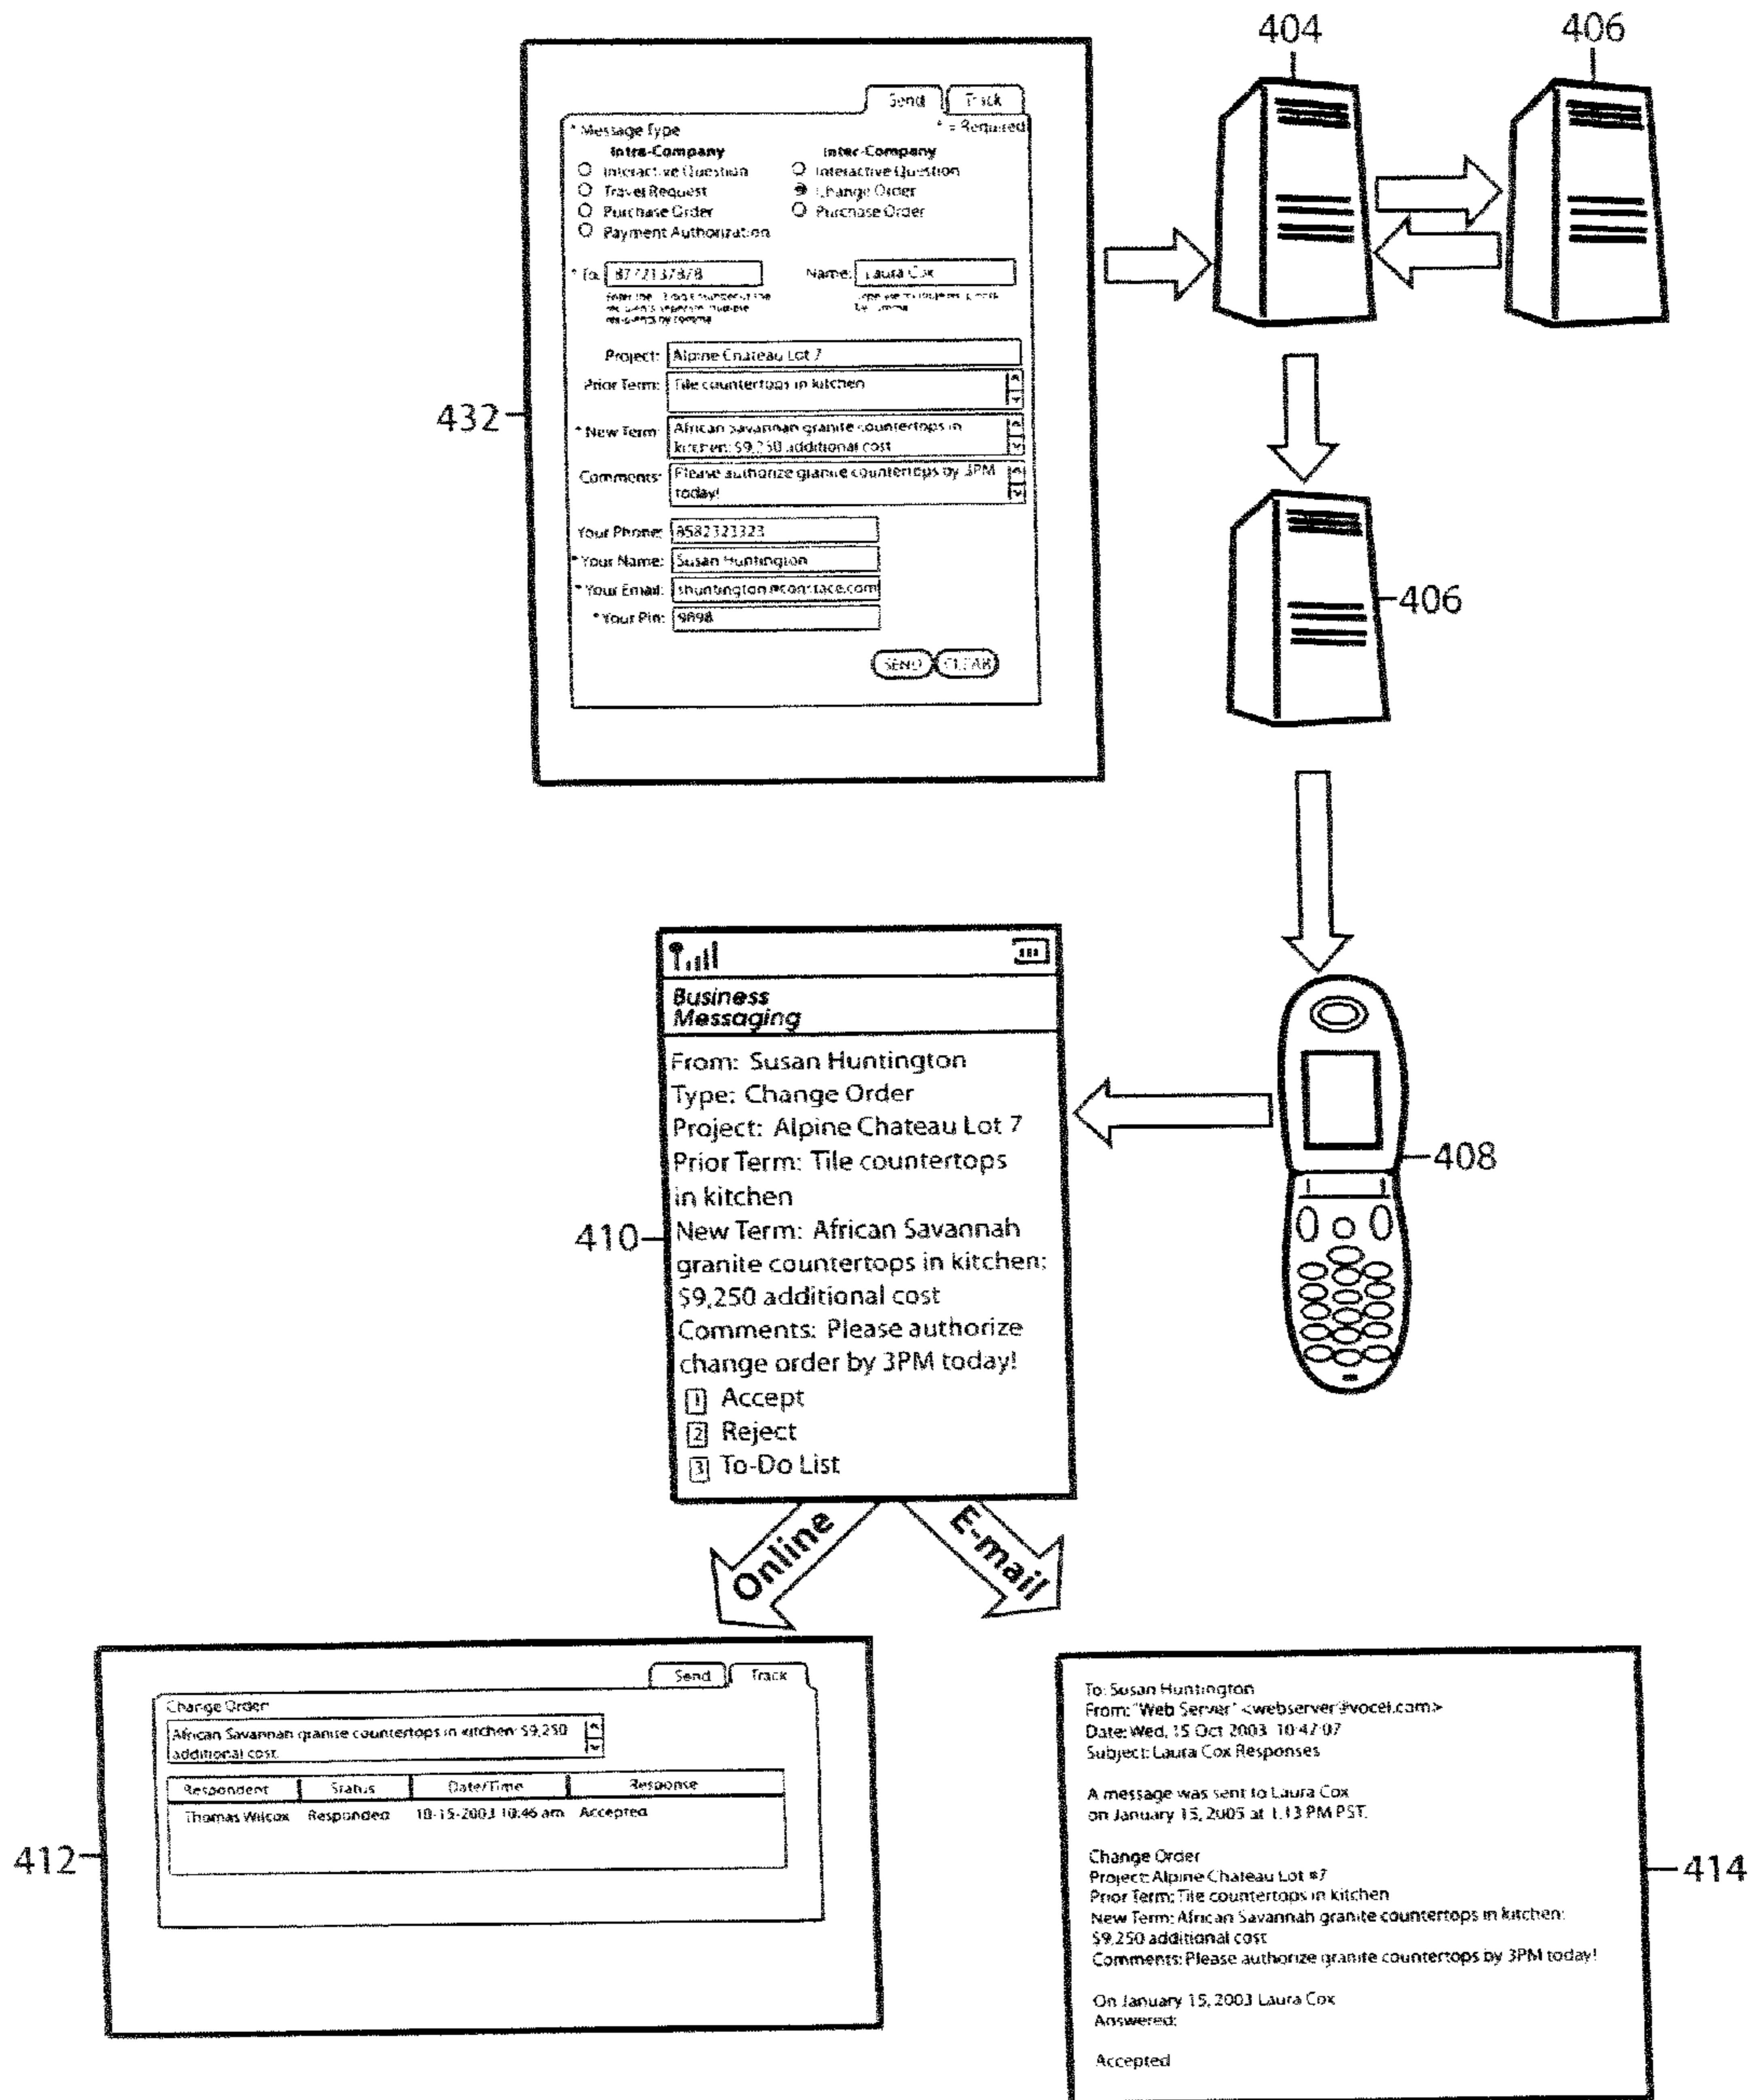 404
406
Send
Track
* Message Type
* = Required
Intra-Company
Inter-Company
Interactive Question
Interactive Question
Travel Request
Change Order
Purchase Order
Purchase Order
Payment Authorization
* To:
Name: Laura Cox
by comma
Project: Alpine Chateau Lot 7
Prior Term: Tile countertops in kitchen
432
* New Term: African Savannah granite countertops in
kitchen: $9,250 additional cost
Comments: Please authorize granite countertops by 3PM
today!
Your Phone: 8582323323
* Your Name: Susan Huntington
* Your Email:
* Your Pin: 9898
SEND
CLEAR
406
Business
Messaging
From: Susan Huntington
Type: Change Order
Project: Alpine Chateau Lot 7
Prior Term: Tile countertops
in kitchen
408
410
New Term: African Savannah
granite countertops in kitchen:
$9,250 additional cost
Comments: Please authorize
change order by 3PM today!
1 Accept
2 Reject
3 To-Do List
Online
E-mail
Send
Track
Change Order
African Savannah granite countertops in kitchen: $9,250
additional cost.
Respondent Status Date/Time Response
Thomas Wilcox Responded 10-15-2003 10:46 am Accepted
412
To: Susan Huntington
From: "Web Server" <webserver@vocel.com>
Date: Wed, 15 Oct 2003 10:47:07
Subject: Laura Cox Responses
A message was sent to Laura Cox
on January 15, 2005 at 1:13 PM PST.
Change Order
Project: Alpine Chateau Lot #7
Prior Term: Tile countertops in kitchen
New Term: African Savannah granite countertops in kitchen:
$9,250 additional cost
Comments: Please authorize granite countertops by 3PM today!
On January 15, 2003 Laura Cox
Answered:
Accepted
414